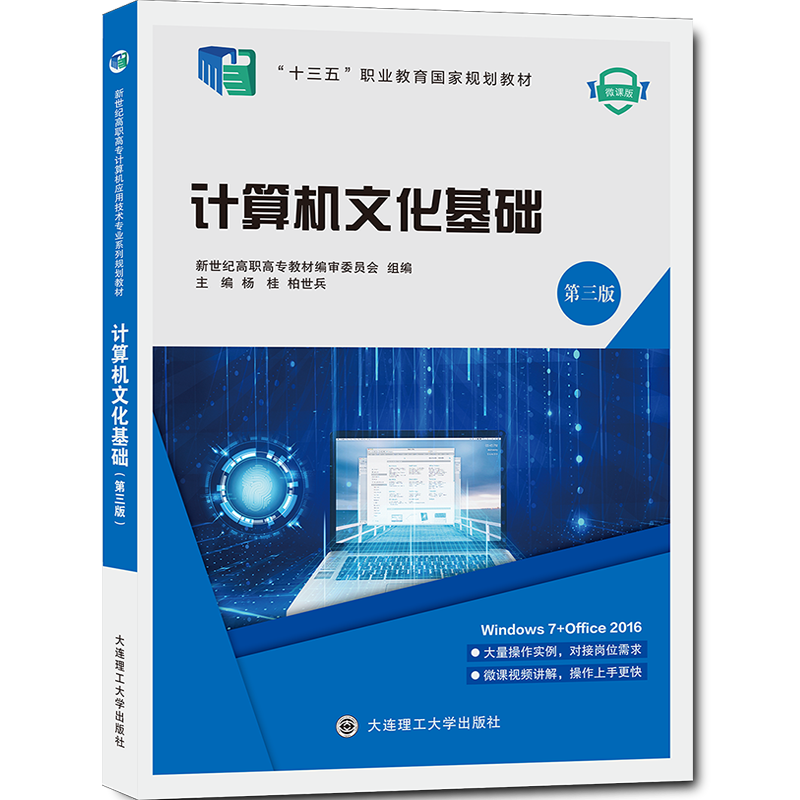 “十三五”职业教育国家规划教材
微课版
计算机文化基础
新世纪高职高专教材编审委员会 组编
主 编 杨 桂 柏世兵
第三版
Windows 7+Office 2016
●大量操作实例，对接岗位需求
●微课视频讲解，操作上手更快
大连理工大学出版社
新世纪高职高专计算机应用技术专业系列规划教材
计算机文化基础（第三版）
大连理工大学出版社